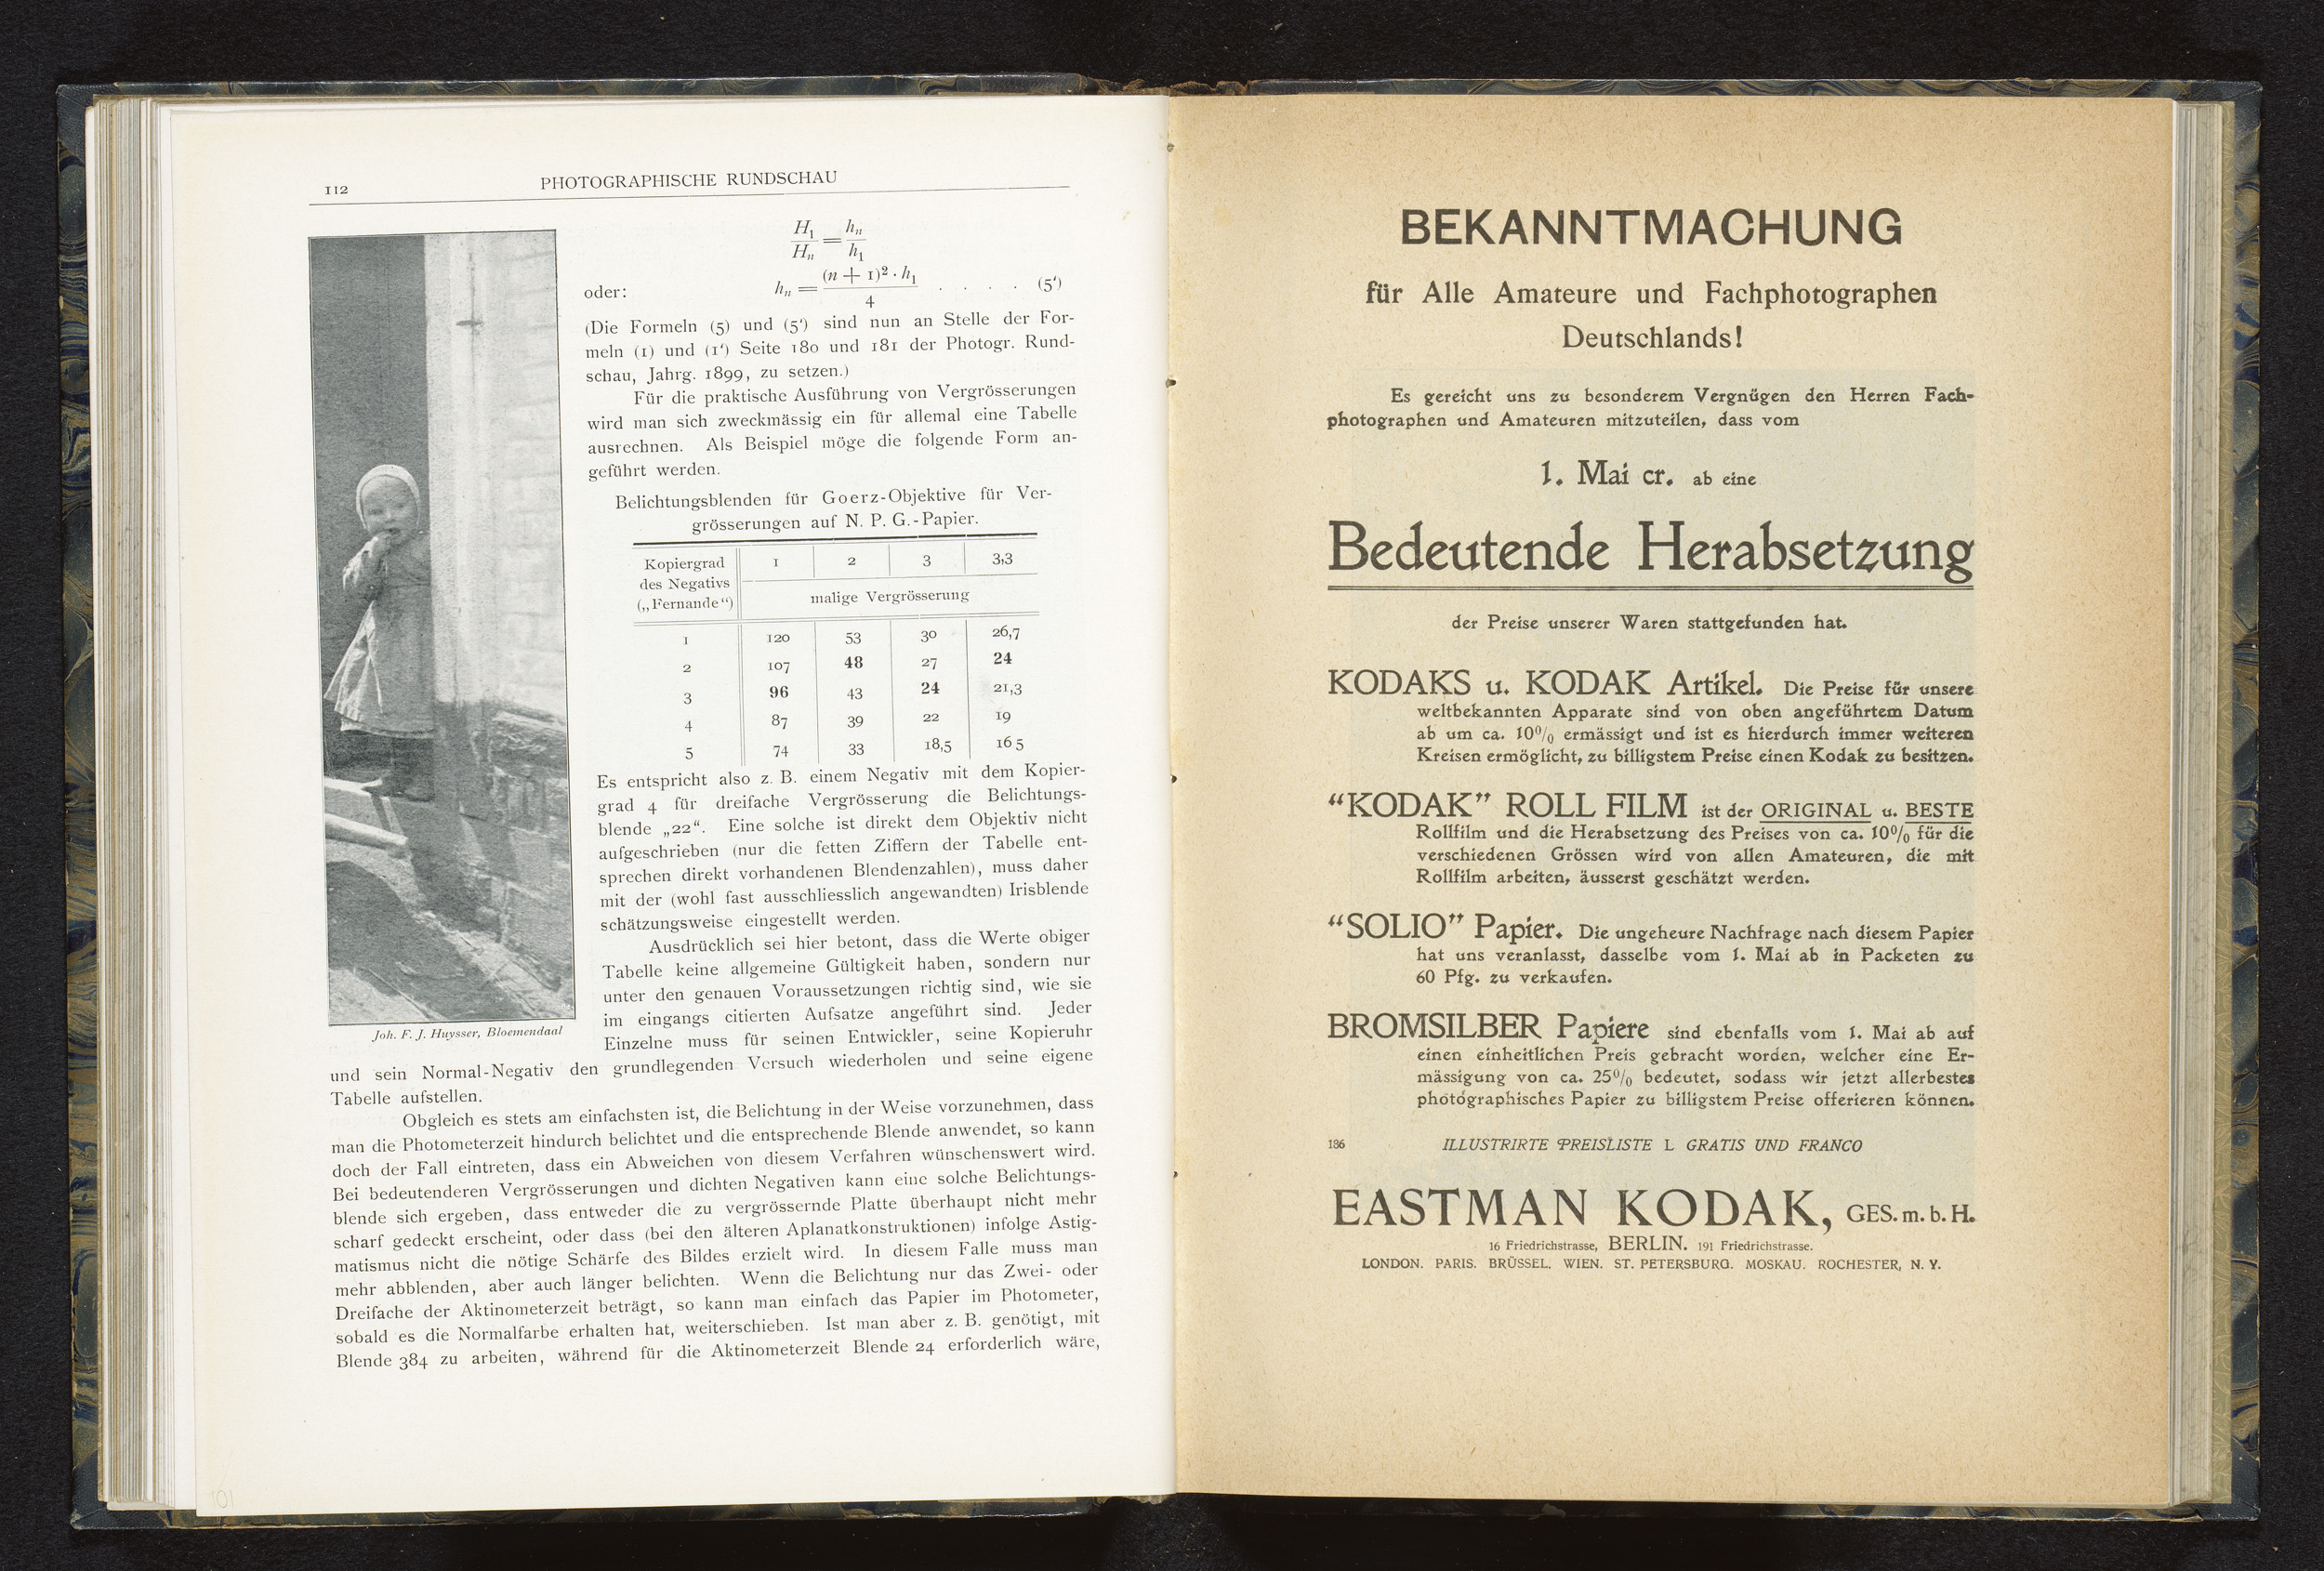 112
PHOTOGRAPHISCHE RUNDSCHAU
H₁/Hₙ = hₙ/h₁
oder: hₙ = (n + 1)² · h₁ / 4 . . . . (5')
(Die Formeln (5) und (5') sind nun an Stelle der For-
meln (1) und (1') Seite 180 und 181 der Photogr. Rund-
schau, Jahrg. 1899, zu setzen.)
Für die praktische Ausführung von Vergrösserungen
wird man sich zweckmässig ein für allemal eine Tabelle
ausrechnen. Als Beispiel möge die folgende Form an-
geführt werden.
Belichtungsblenden für Goerz-Objektive für Ver-
grösserungen auf N. P. G.-Papier.
Kopiergrad 1 2 3 3,3
des Negativs
(„Fernande“) malige Vergrösserung
1 120 53 30 26,7
2 107 48 27 24
3 96 43 24 21,3
4 87 39 22 19
5 74 33 18,5 16 5
Es entspricht also z. B. einem Negativ mit dem Kopier-
grad 4 für dreifache Vergrösserung die Belichtungs-
blende „22“. Eine solche ist direkt dem Objektiv nicht
aufgeschrieben (nur die fetten Ziffern der Tabelle ent-
sprechen direkt vorhandenen Blendenzahlen), muss daher
mit der (wohl fast ausschliesslich angewandten) Irisblende
schätzungsweise eingestellt werden.
Ausdrücklich sei hier betont, dass die Werte obiger
Tabelle keine allgemeine Gültigkeit haben, sondern nur
unter den genauen Voraussetzungen richtig sind, wie sie
im eingangs citierten Aufsatze angeführt sind. Jeder
Einzelne muss für seinen Entwickler, seine Kopieruhr
Joh. F. J. Huysser, Bloemendaal
und sein Normal-Negativ den grundlegenden Versuch wiederholen und seine eigene
Tabelle aufstellen.
Obgleich es stets am einfachsten ist, die Belichtung in der Weise vorzunehmen, dass
man die Photometerzeit hindurch belichtet und die entsprechende Blende anwendet, so kann
doch der Fall eintreten, dass ein Abweichen von diesem Verfahren wünschenswert wird.
Bei bedeutenderen Vergrösserungen und dichten Negativen kann eine solche Belichtungs-
blende sich ergeben, dass entweder die zu vergrössernde Platte überhaupt nicht mehr
scharf gedeckt erscheint, oder dass (bei den älteren Aplanatkonstruktionen) infolge Astig-
matismus nicht die nötige Schärfe des Bildes erzielt wird. In diesem Falle muss man
mehr abblenden, aber auch länger belichten. Wenn die Belichtung nur das Zwei- oder
Dreifache der Aktinometerzeit beträgt, so kann man einfach das Papier im Photometer,
sobald es die Normalfarbe erhalten hat, weiterschieben. Ist man aber z. B. genötigt, mit
Blende 384 zu arbeiten, während für die Aktinometerzeit Blende 24 erforderlich wäre,
101
BEKANNTMACHUNG
für Alle Amateure und Fachphotographen
Deutschlands!
Es gereicht uns zu besonderem Vergnügen den Herren Fach-
photographen und Amateuren mitzuteilen, dass vom
1. Mai cr. ab eine
Bedeutende Herabsetzung
der Preise unserer Waren stattgefunden hat.
KODAKS u. KODAK Artikel. Die Preise für unsere
weltbekannten Apparate sind von oben angeführtem Datum
ab um ca. 10% ermässigt und ist es hierdurch immer weiteren
Kreisen ermöglicht, zu billigstem Preise einen Kodak zu besitzen.
“KODAK” ROLL FILM ist der ORIGINAL u. BESTE
Rollfilm und die Herabsetzung des Preises von ca. 10% für die
verschiedenen Grössen wird von allen Amateuren, die mit
Rollfilm arbeiten, äusserst geschätzt werden.
“SOLIO” Papier. Die ungeheure Nachfrage nach diesem Papier
hat uns veranlasst, dasselbe vom 1. Mai ab in Packeten zu
60 Pfg. zu verkaufen.
BROMSILBER Papiere sind ebenfalls vom 1. Mai ab auf
einen einheitlichen Preis gebracht worden, welcher eine Er-
mässigung von ca. 25% bedeutet, sodass wir jetzt allerbestes
photographisches Papier zu billigstem Preise offerieren können.
186 ILLUSTRIRTE PREISLISTE L GRATIS UND FRANCO
EASTMAN KODAK, GES. m. b. H.
16 Friedrichstrasse, BERLIN. 191 Friedrichstrasse.
LONDON. PARIS. BRÜSSEL. WIEN. ST. PETERSBURG. MOSKAU. ROCHESTER, N. Y.